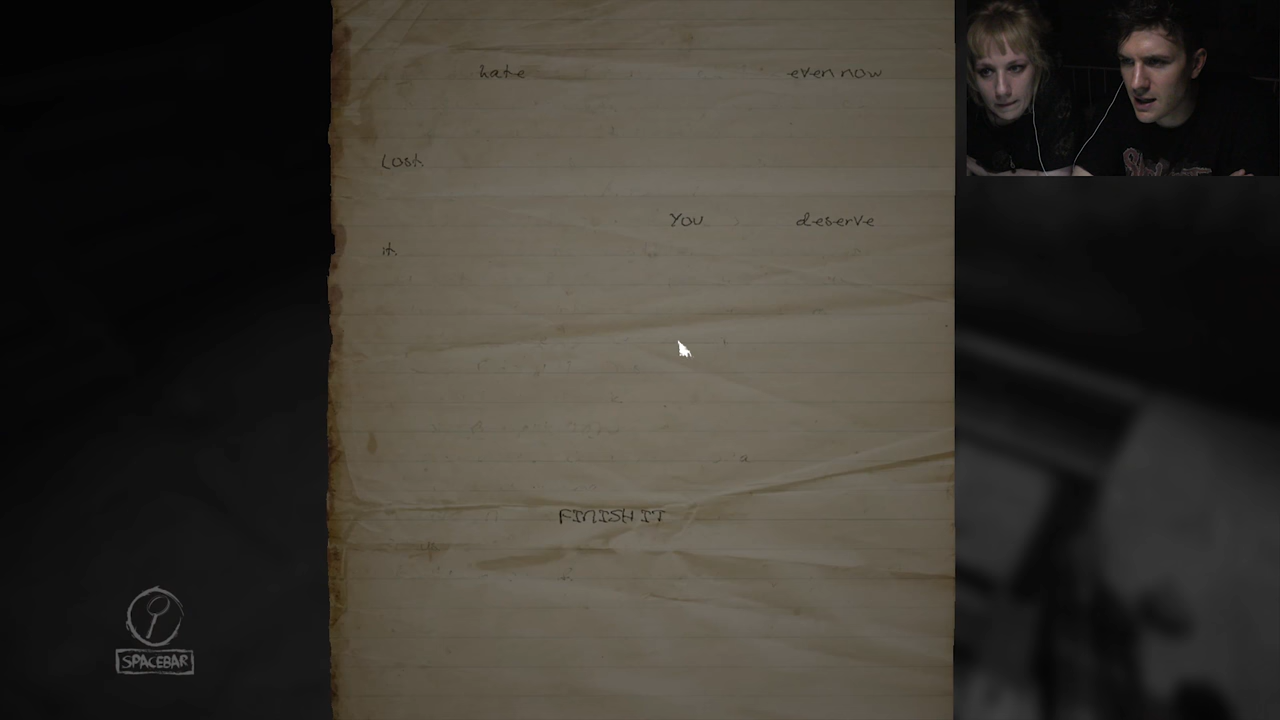 hate even now
Lost
You deserve
it.
a
FINISH IT
SPACEBAR